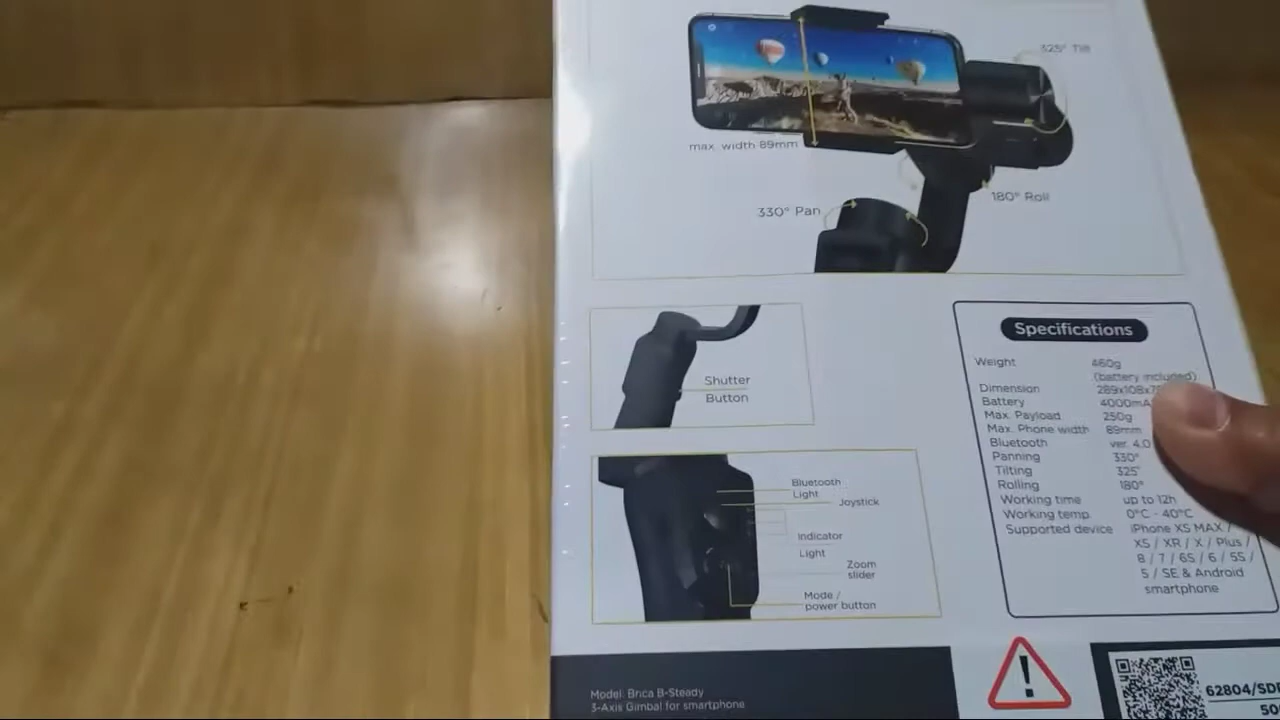 325° Tilt
max. width 89mm
180° Roll
330° Pan
Shutter
Button
Bluetooth
Light
Joystick
Indicator
Light
Zoom
slider
Mode /
power button
Specifications
Weight 460g
(battery included)
Dimension 289x108x
Battery
Max. Payload 250g
Max. Phone width 89mm
Bluetooth ver. 4.0
Panning 330°
Tilting 325°
Rolling 180°
Working time up to 12h
Working temp. 0°C - 40°C
Supported device iPhone XS MAX /
XS / XR / X / Plus /
8 / 7 / 6S / 6 / 5S /
5 / SE & Android
smartphone
Model: Brica B-Steady
3-Axis Gimbal for smartphone